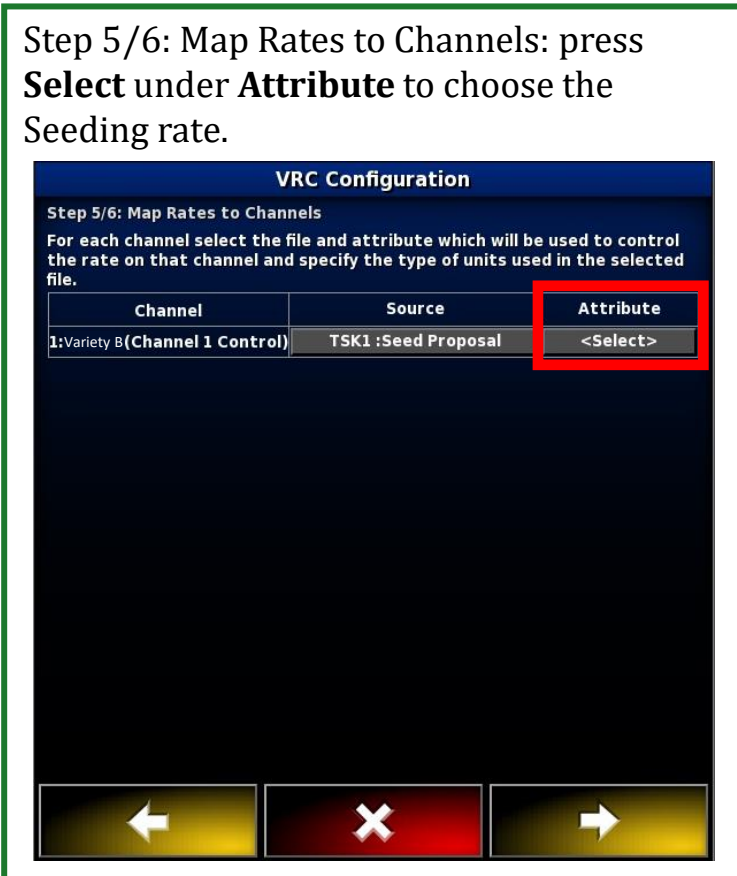 Step 5/6: Map Rates to Channels: press
Select under Attribute to choose the
Seeding rate.
VRC Configuration
Step 5/6: Map Rates to Channels
For each channel select the file and attribute which will be used to control
the rate on that channel and specify the type of units used in the selected
file.
Channel Source Attribute
1:Variety B(Channel 1 Control) TSK1 :Seed Proposal <Select>